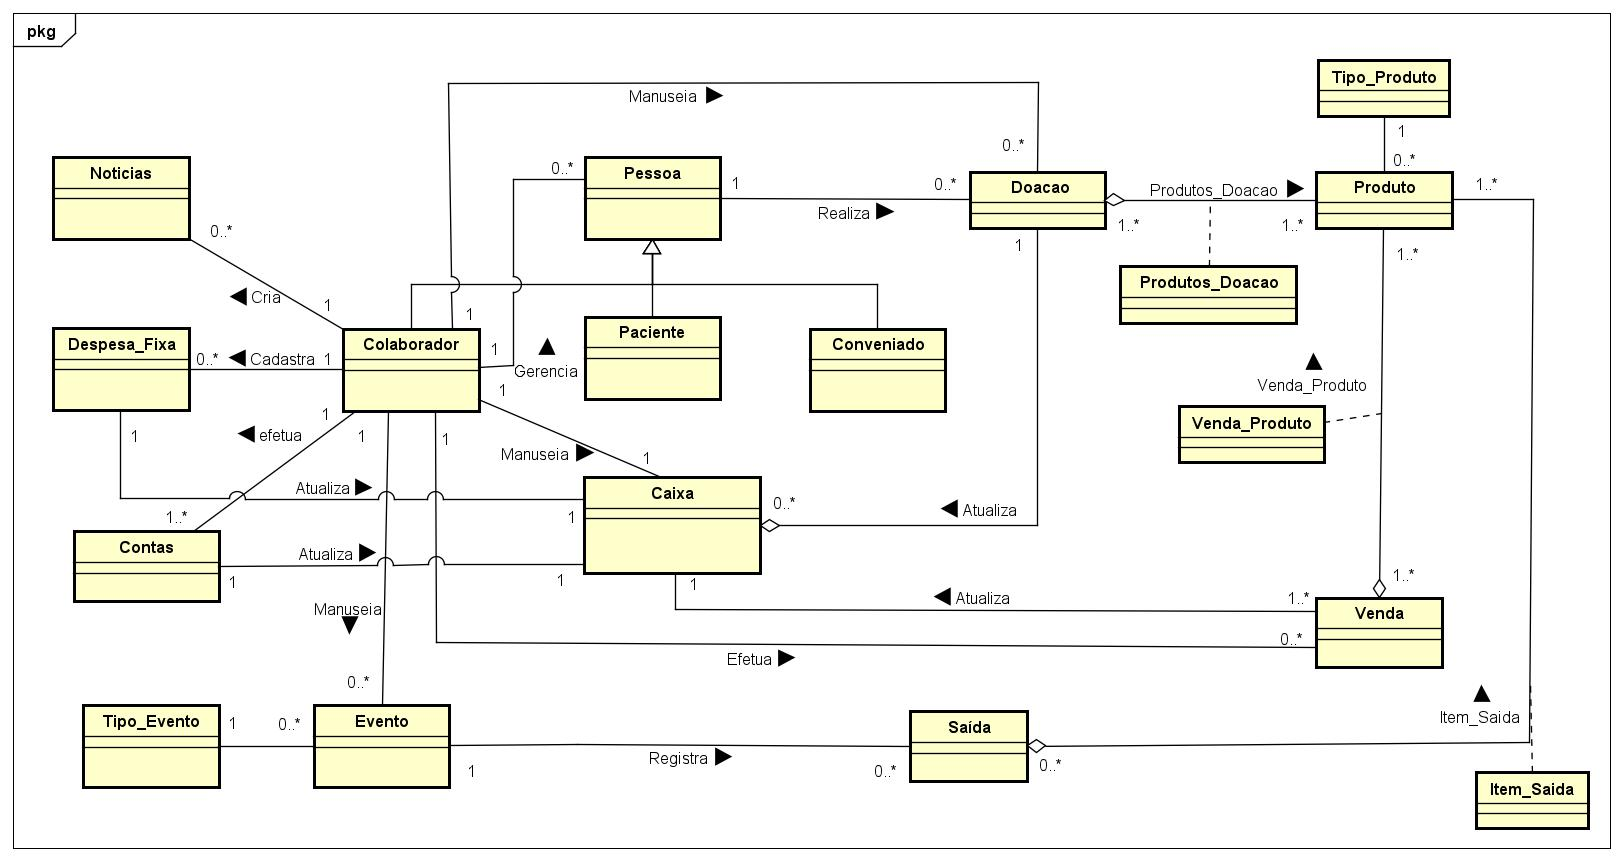 pkg
Tipo_Produto
Manuseia
1
0..*
0..*
Noticias
0..*
Pessoa
1
0..*
Doacao
Produtos_Doacao
Produto
1..*
Realiza
1..*
1..*
0..*
1
1..*
Cria
1
Produtos_Doacao
1
Paciente
Despesa_Fixa
0..*
Cadastra
1
Colaborador
1
Gerencia
Conveniado
1
Venda_Produto
1
efetua
1
1
1
Venda_Produto
Manuseia
1
Atualiza
Caixa
0..*
1..*
1
Atualiza
Contas
Atualiza
1
1
1
1..*
Manuseia
Atualiza
1..*
Venda
0..*
Efetua
0..*
Tipo_Evento
1
0..*
Evento
Saída
Item_Saida
Registra
1
0..*
0..*
Item_Saida